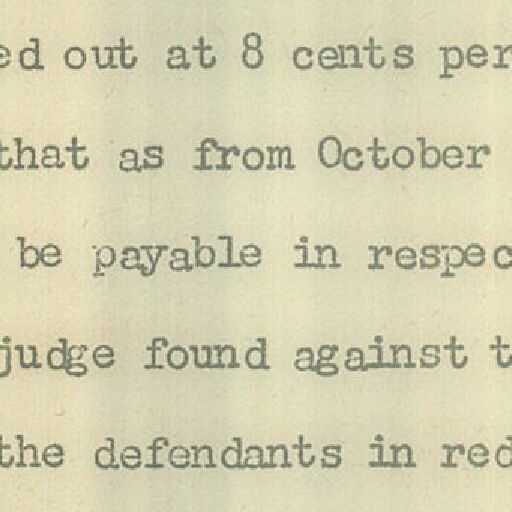 ed out at 8 cents per
that as from October
be payable in respec
judge found against t
the defendants in red